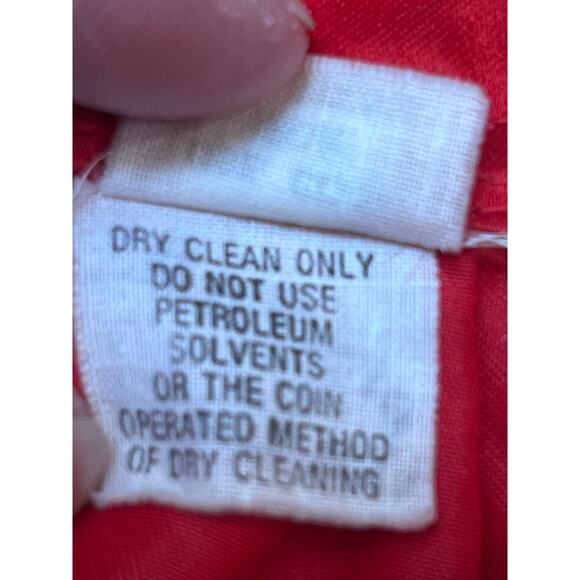 DRY CLEAN ONLY
DO NOT USE
PETROLEUM
SOLVENTS
OR THE COIN
OPERATED METHOD
OF DRY CLEANING